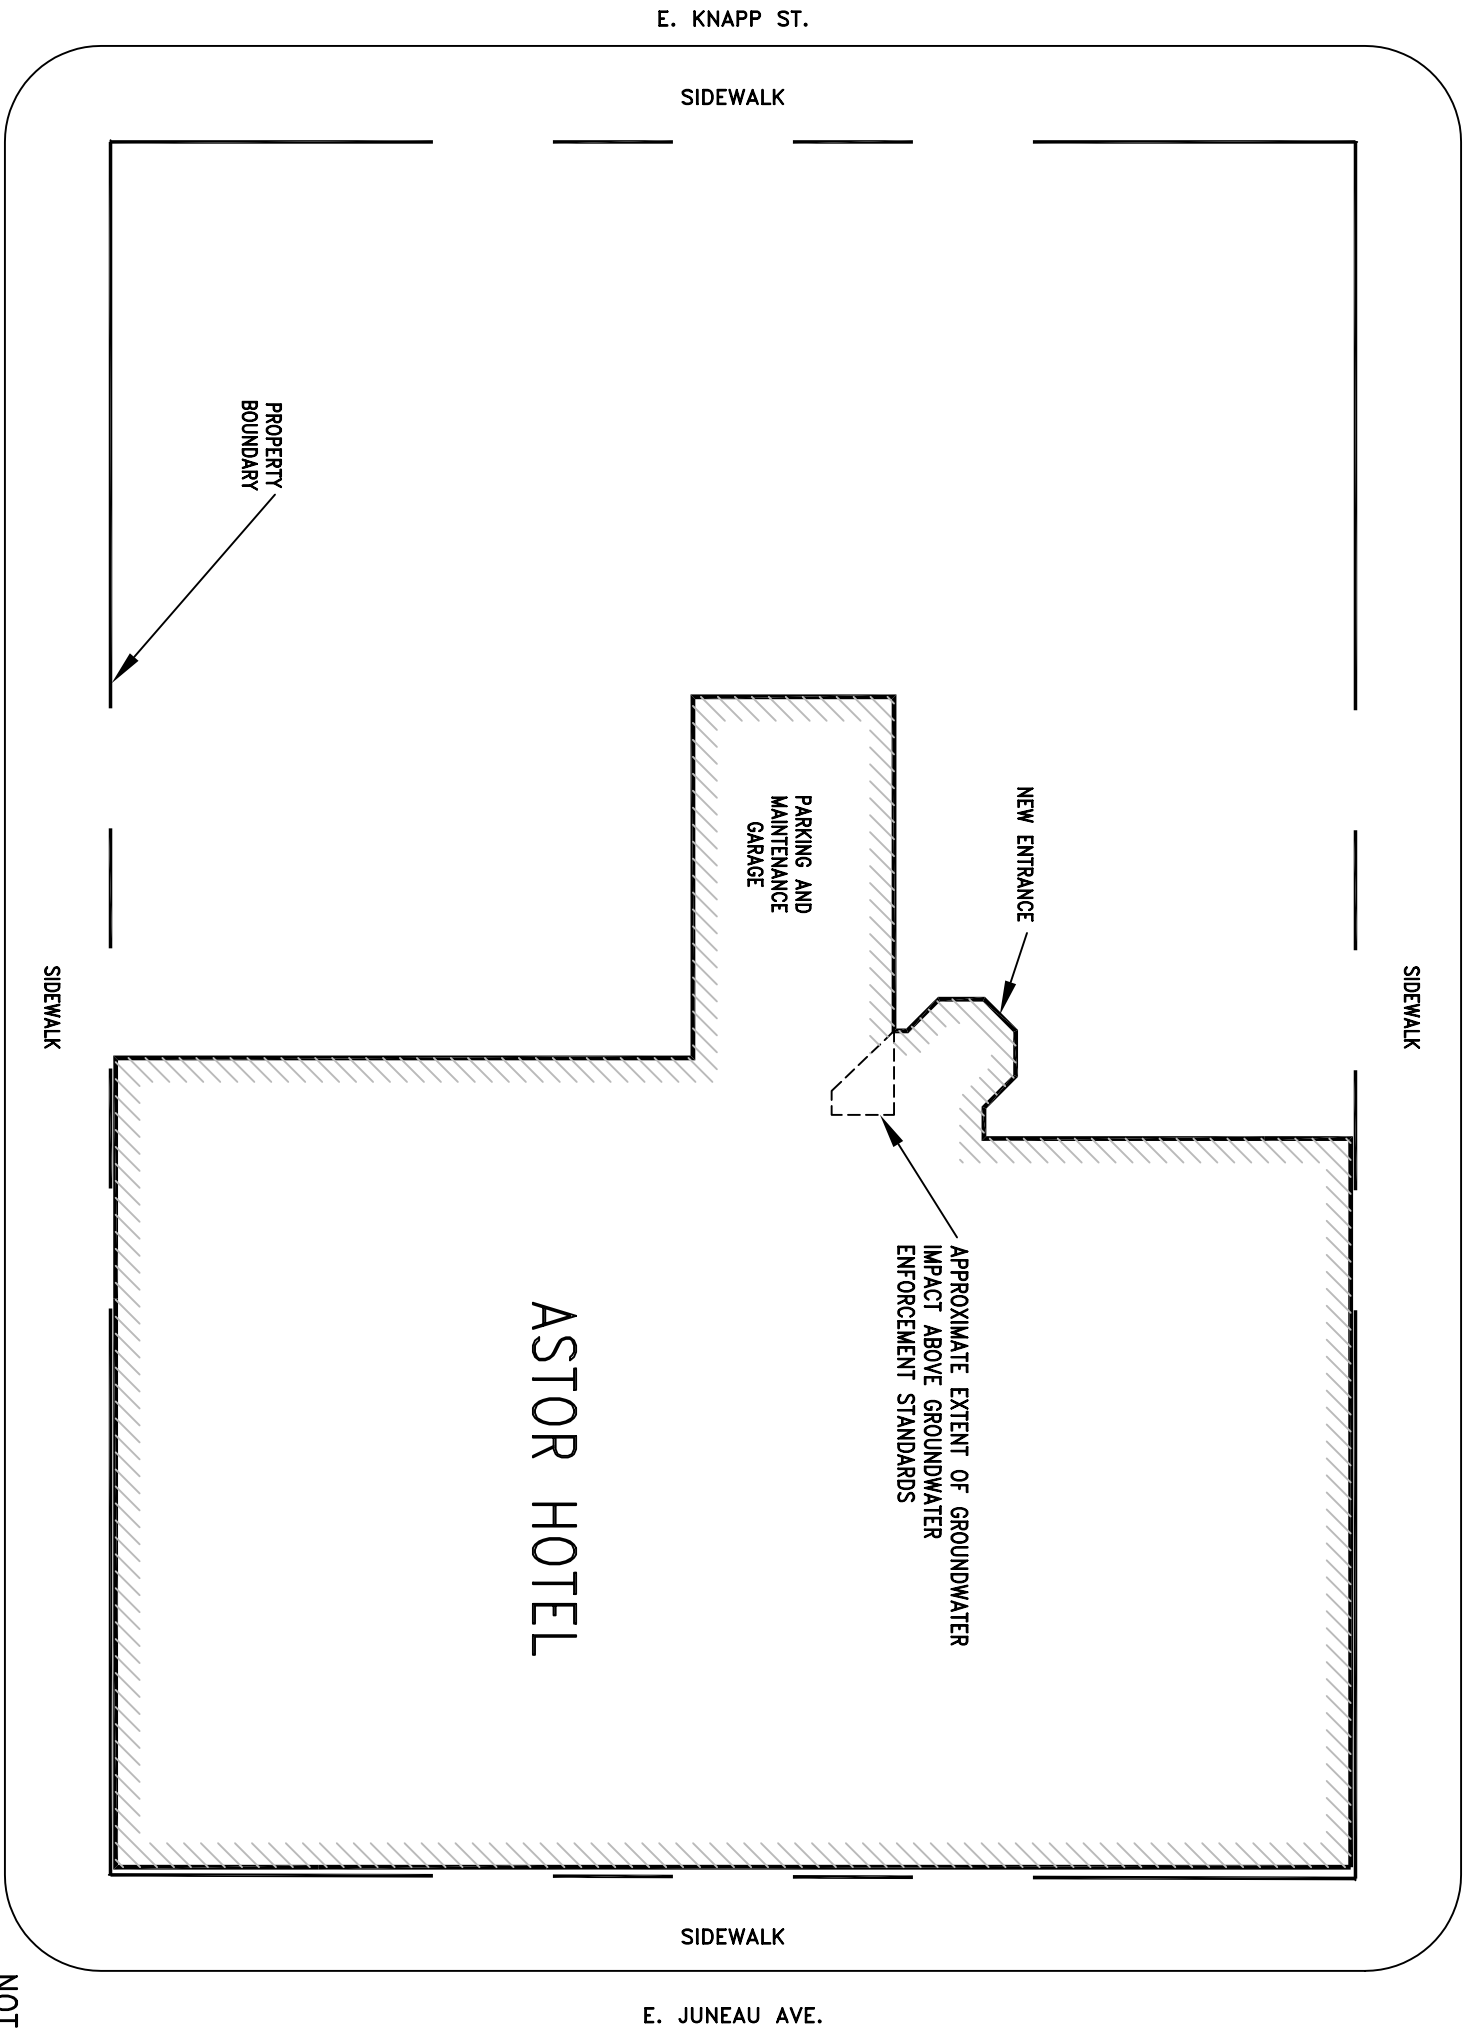 E. KNAPP ST.
SIDEWALK
PROPERTY
BOUNDARY
NEW ENTRANCE
PARKING AND
MAINTENANCE
GARAGE
SIDEWALK
SIDEWALK
APPROXIMATE EXTENT OF GROUNDWATER
IMPACT ABOVE GROUNDWATER
ENFORCEMENT STANDARDS
ASTOR HOTEL
SIDEWALK
E. JUNEAU AVE.
NOT